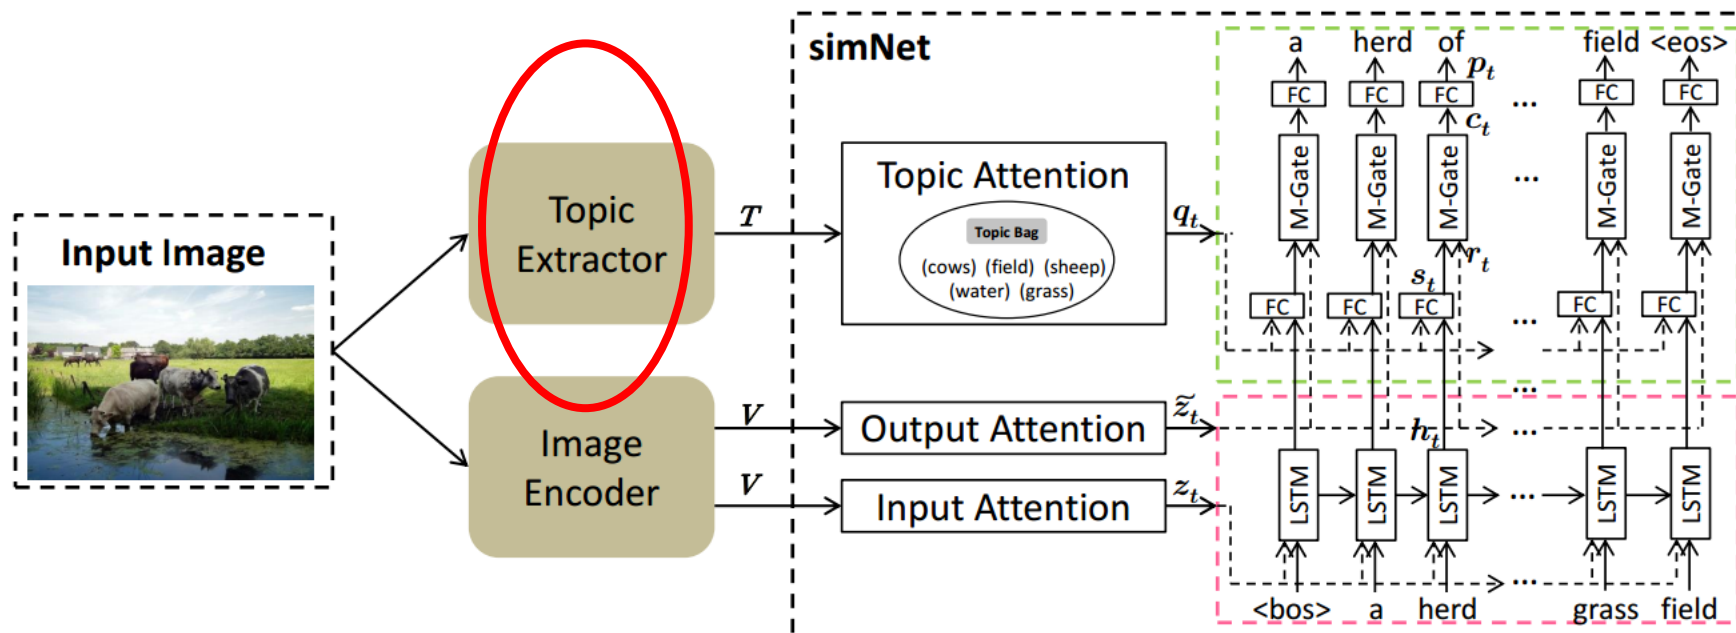 Input Image
Topic
Extractor
Image
Encoder
T
V
V
simNet
Topic Attention
Topic Bag
(cows) (field) (sheep)
(water) (grass)
Output Attention
Input Attention
q_t
z̃_t
z_t
a herd of ... field <eos>
p_t
FC FC FC ... FC FC
c_t
M-Gate M-Gate M-Gate ... M-Gate M-Gate
r_t
s_t
FC FC FC ... FC FC
...
h_t ...
LSTM LSTM LSTM ... LSTM LSTM
...
<bos> a herd grass field